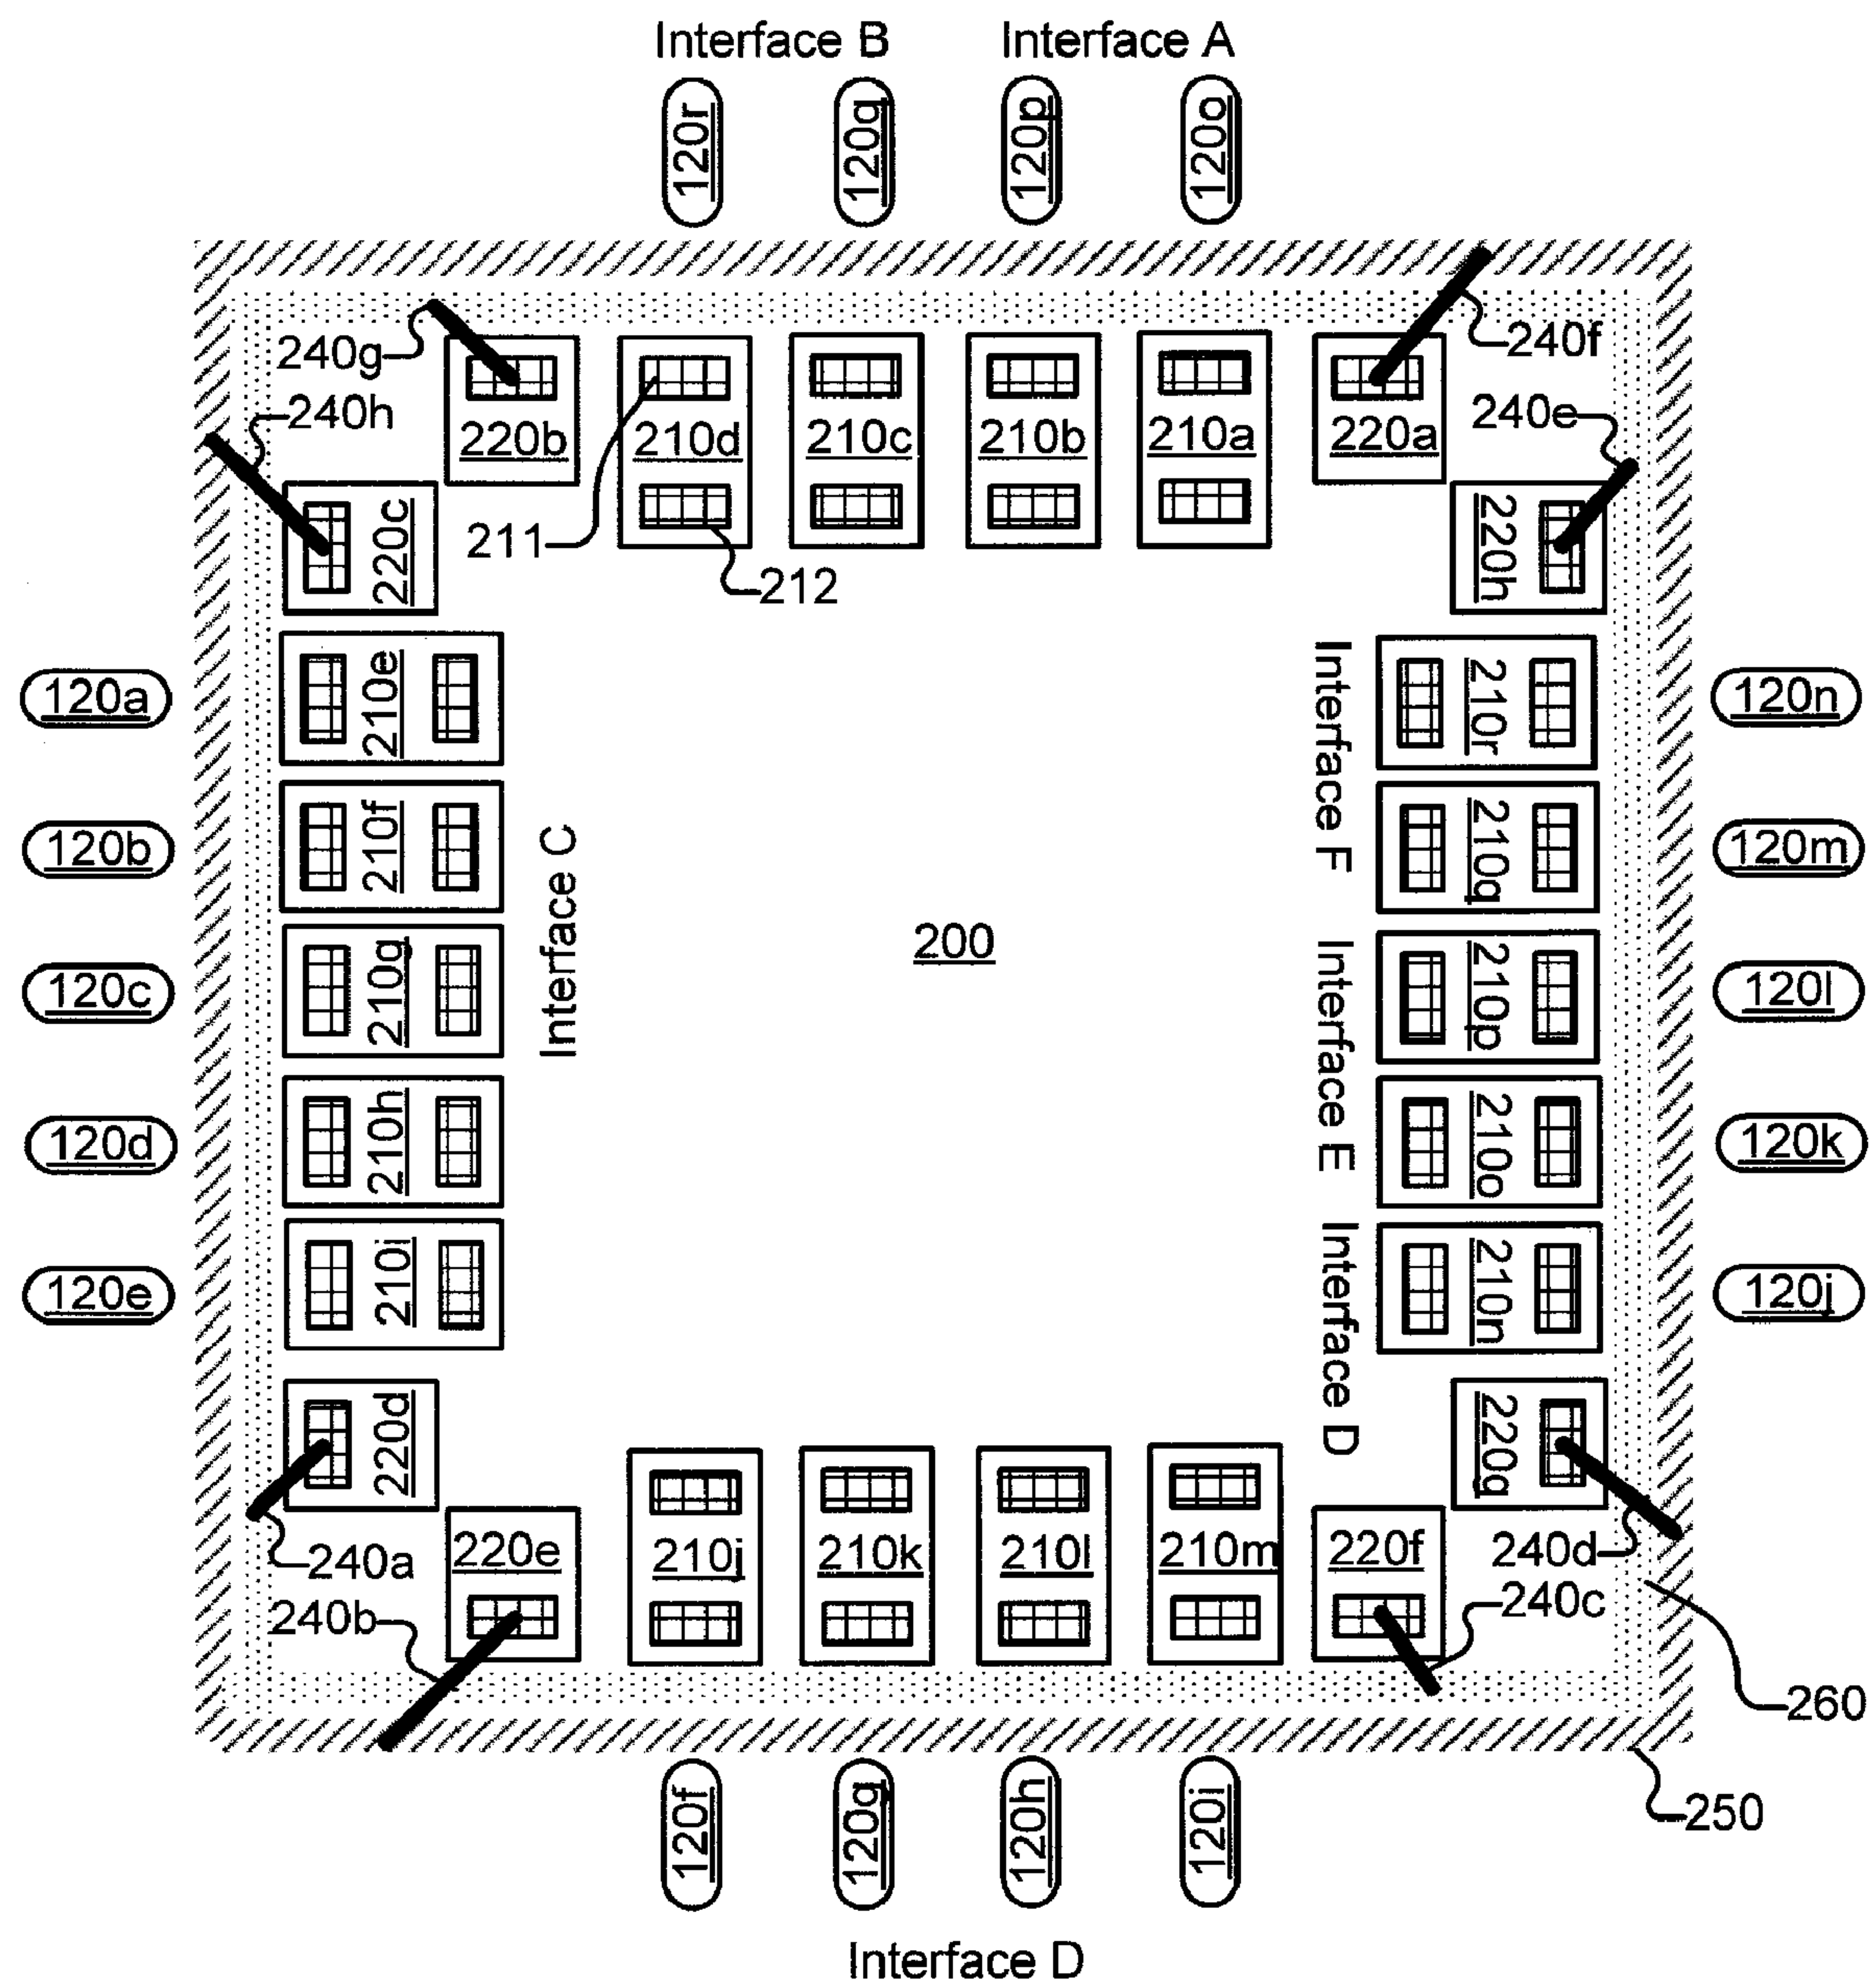 Interface B Interface A
120r 120q 120p 120o
240g 240f
240h 240e
220b 210d 210c 210b 210a 220a
220c 211 212 220h
120a 210e Interface F 210r 120n
120b 210f 210q 120m
Interface C
200
120c 210g Interface E 210p 120l
120d 210h 210o 120k
120e 210i Interface D 210n 120j
220d 220g
220e 210j 210k 210l 210m 220f
240a 240d
240b 240c
260
250
120f 120g 120h 120i
Interface D